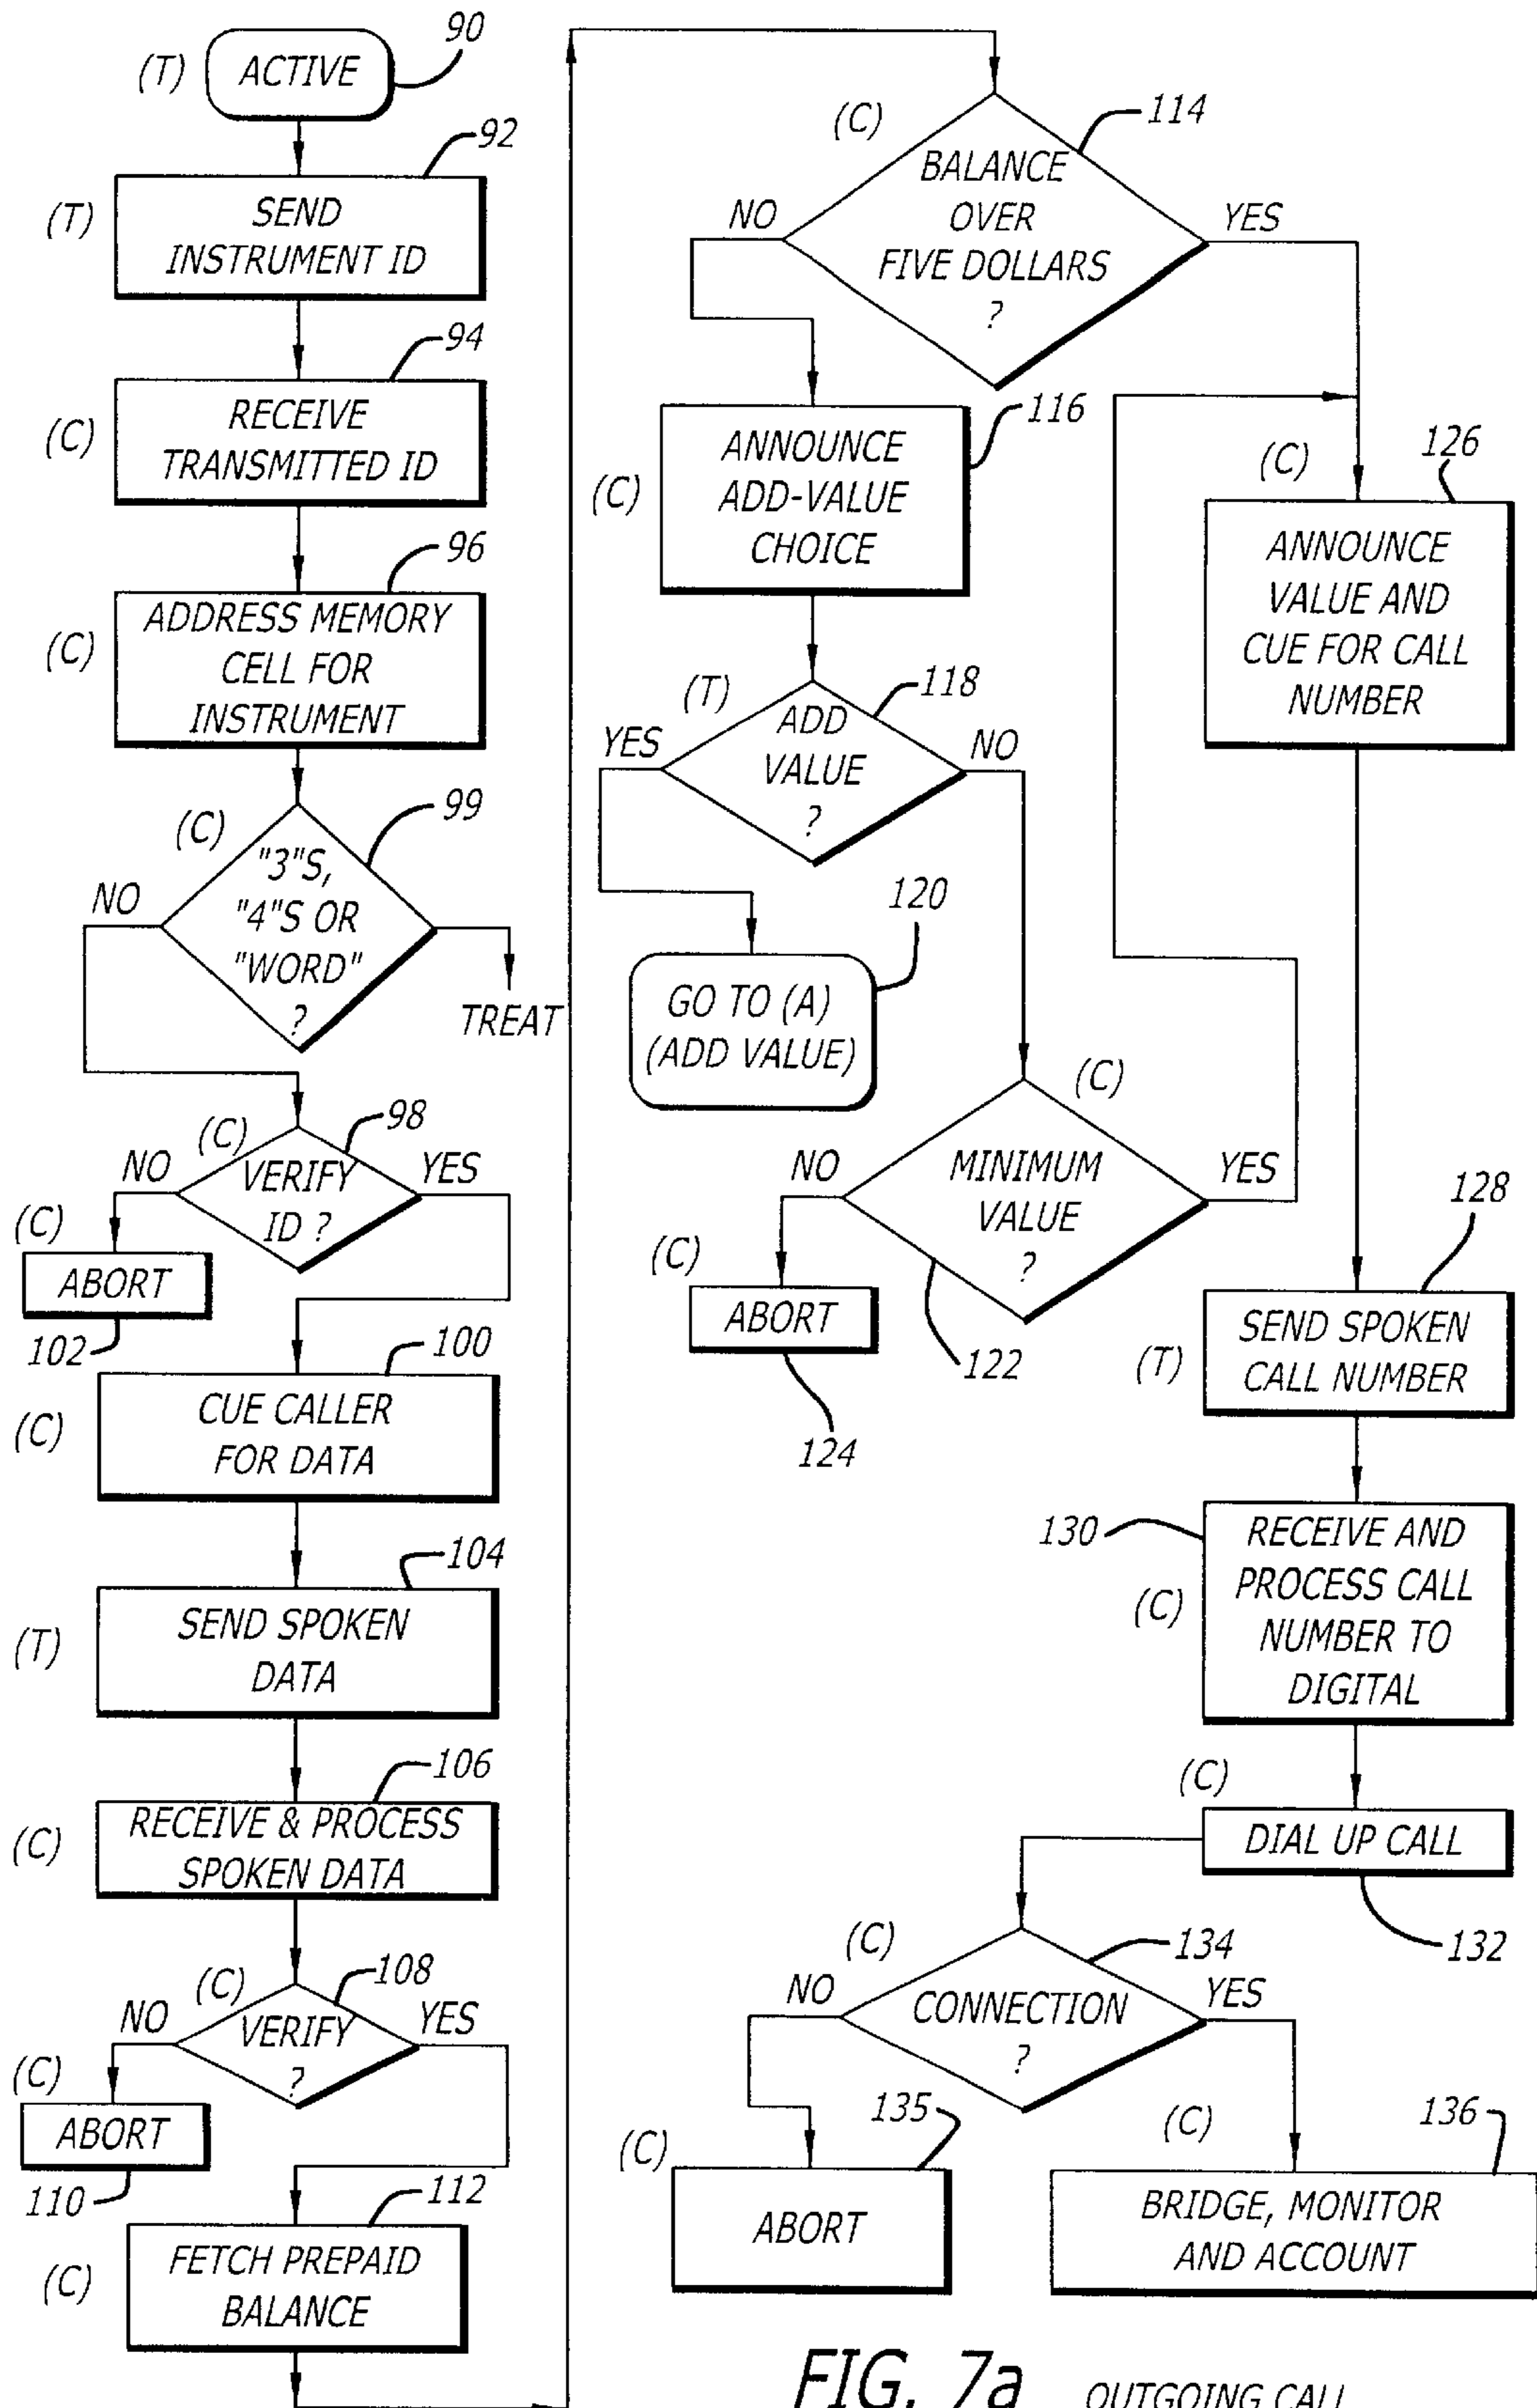 90
(T) ACTIVE
92
(T) SEND
INSTRUMENT ID
94
(C) RECEIVE
TRANSMITTED ID
96
(C) ADDRESS MEMORY
CELL FOR
INSTRUMENT
99
(C)
"3"S,
"4"S OR
"WORD"
?
NO
TREAT
98
(C)
NO
VERIFY
ID ?
YES
(C)
ABORT
102
100
(C) CUE CALLER
FOR DATA
104
(T) SEND SPOKEN
DATA
106
(C) RECEIVE & PROCESS
SPOKEN DATA
108
(C)
NO
VERIFY
?
YES
(C)
ABORT
110
112
(C) FETCH PREPAID
BALANCE
114
(C)
BALANCE
OVER
FIVE DOLLARS
?
NO
YES
116
(C) ANNOUNCE
ADD-VALUE
CHOICE
118
(T)
ADD
VALUE
?
YES
NO
120
GO TO (A)
(ADD VALUE)
(C)
MINIMUM
VALUE
?
NO
YES
122
(C)
ABORT
124
126
(C)
ANNOUNCE
VALUE AND
CUE FOR CALL
NUMBER
128
(T) SEND SPOKEN
CALL NUMBER
130
(C) RECEIVE AND
PROCESS CALL
NUMBER TO
DIGITAL
(C)
DIAL UP CALL
132
134
(C)
CONNECTION
?
NO
YES
135
(C)
ABORT
136
(C)
BRIDGE, MONITOR
AND ACCOUNT
FIG. 7a OUTGOING CALL